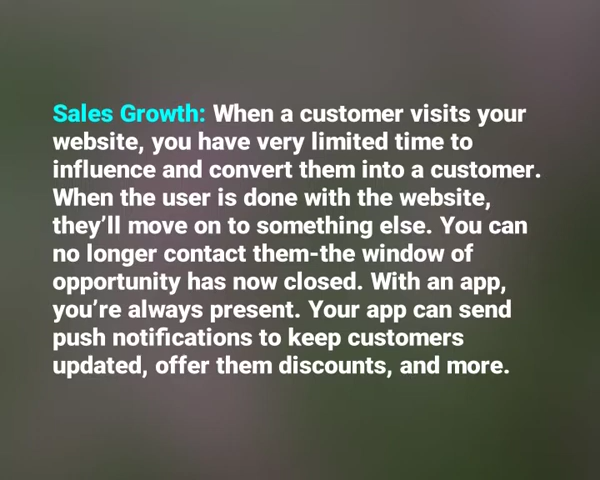 Sales Growth: When a customer visits your
website, you have very limited time to
influence and convert them into a customer.
When the user is done with the website,
they’ll move on to something else. You can
no longer contact them-the window of
opportunity has now closed. With an app,
you’re always present. Your app can send
push notifications to keep customers
updated, offer them discounts, and more.